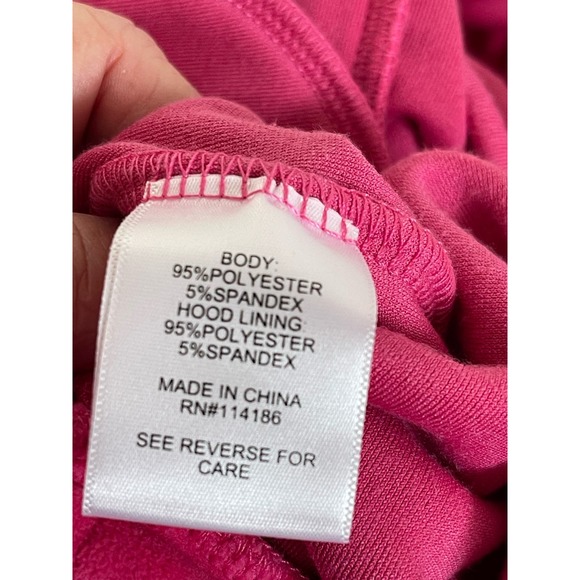 BODY:
95%POLYESTER
5%SPANDEX
HOOD LINING:
95%POLYESTER
5%SPANDEX
MADE IN CHINA
RN#114186
SEE REVERSE FOR
CARE